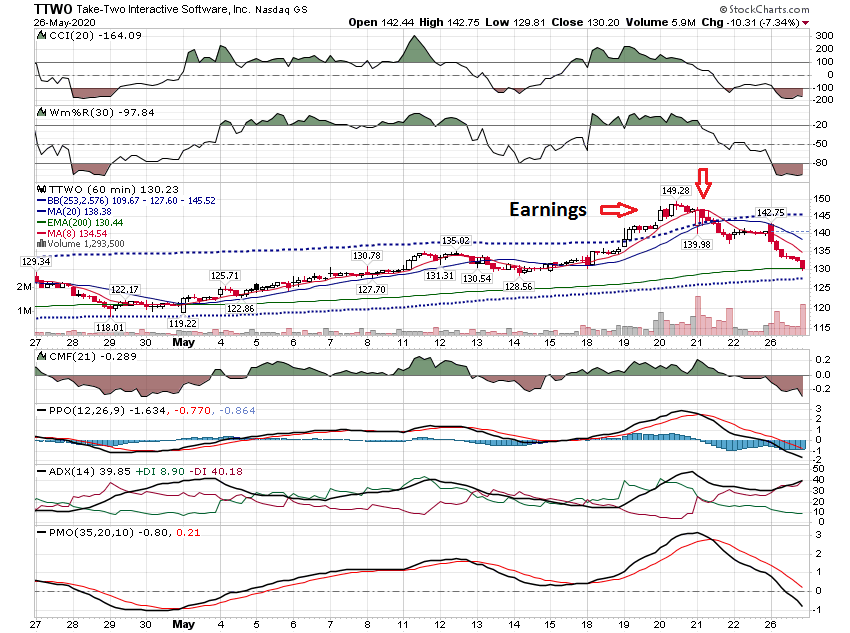 TTWO Take-Two Interactive Software, Inc. Nasdaq GS © StockCharts.com
26-May-2020 Open 142.44 High 142.75 Low 129.81 Close 130.20 Volume 5.9M Chg -10.31 (-7.34%)
CCI(20) -164.09
300
200
100
0
-100
-200
Wm%R(30) -97.84
-20
-50
-80
TTWO (60 min) 130.23
BB(253,2.576) 109.67 - 127.60 - 145.52
MA(20) 138.38
EMA(200) 130.44
MA(8) 134.54
Volume 1,293,500
Earnings
149.28
142.75
139.98
135.02
130.78
131.31
130.54
129.34
128.56
127.70
125.71
122.86
122.17
119.22
118.01
150
145
140
135
130
125
120
115
2M
1M
27 28 29 30 May 4 5 6 7 8 11 12 13 14 15 18 19 20 21 22 26
CMF(21) -0.289
0.2
0.0
-0.2
PPO(12,26,9) -1.634, -0.770, -0.864
3
2
1
0
-1
-2
ADX(14) 39.85 +DI 8.90 -DI 40.18
50
40
30
20
10
0
PMO(35,20,10) -0.80, 0.21
3
2
1
0
-1
27 28 29 30 May 4 5 6 7 8 11 12 13 14 15 18 19 20 21 22 26